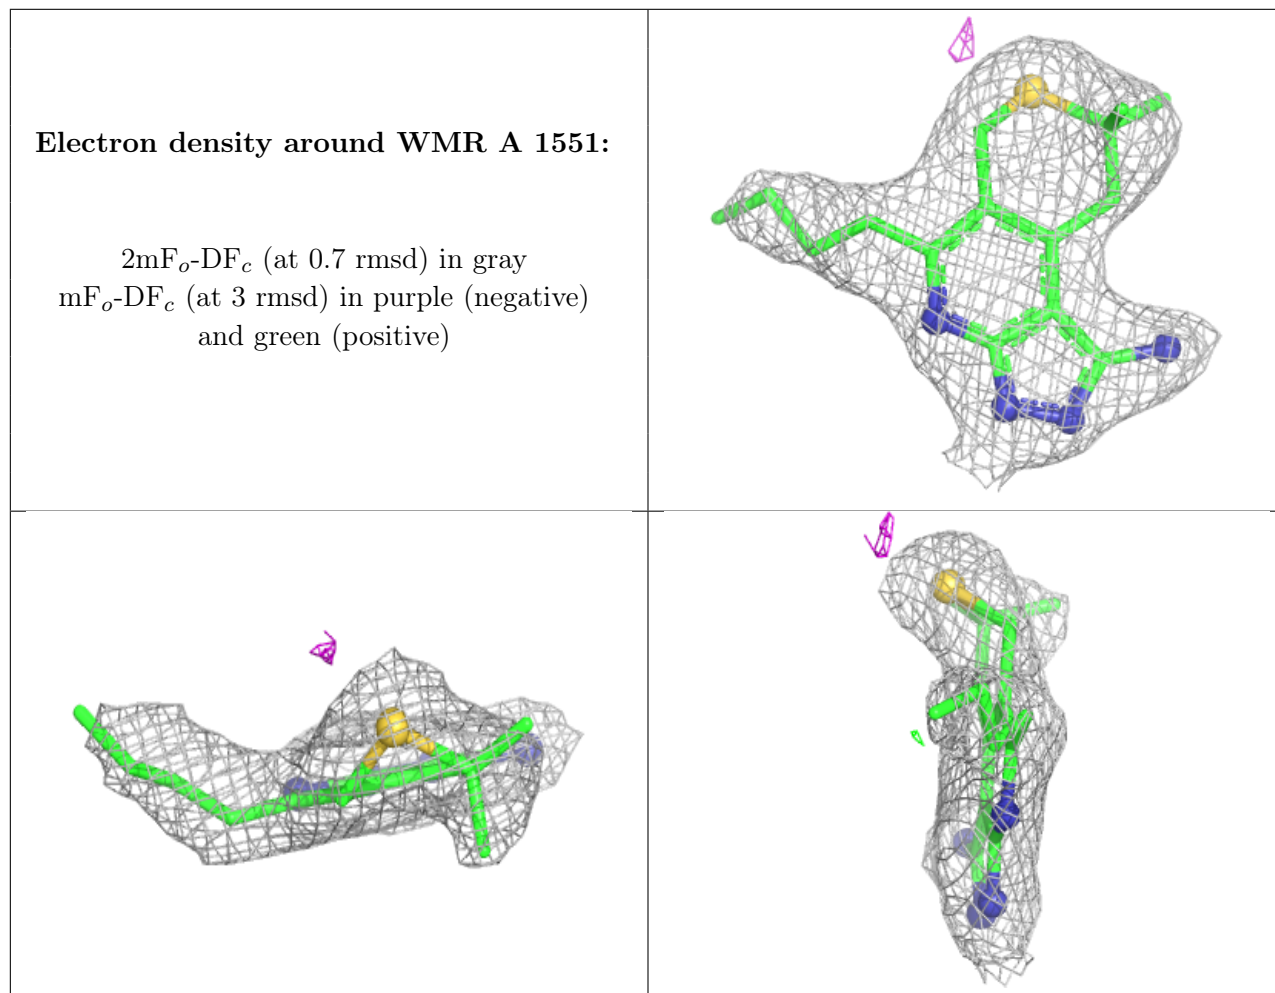 Electron density around WMR A 1551:
2mFo-DFc (at 0.7 rmsd) in gray
mFo-DFc (at 3 rmsd) in purple (negative)
and green (positive)